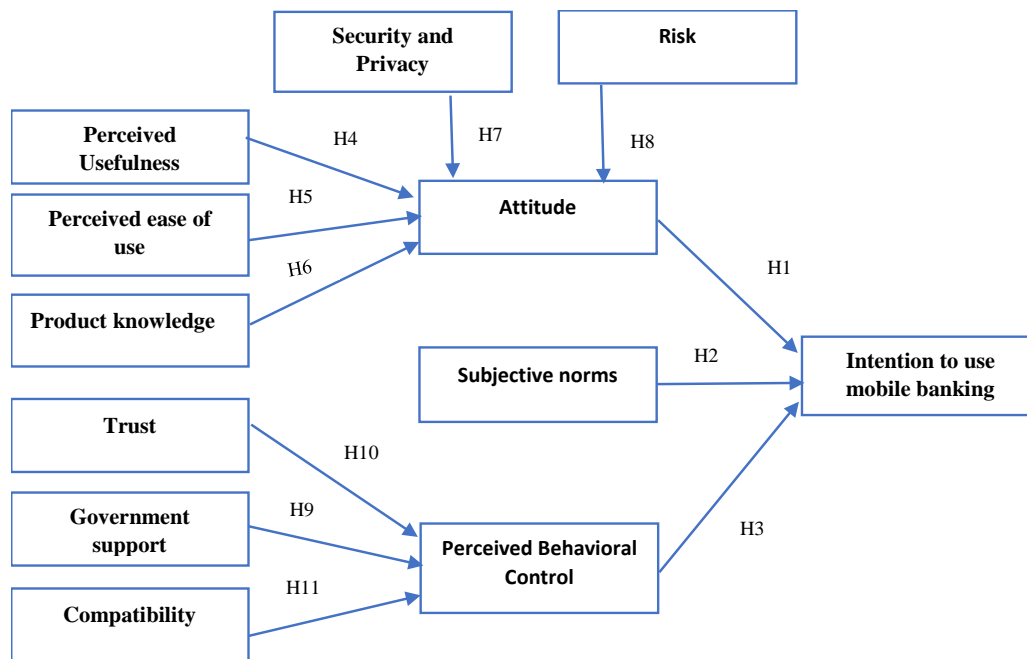 Security and
Privacy
Risk
H7
H8
Perceived
Usefulness
H4
Perceived ease of
use
H5
Product knowledge
H6
Attitude
H1
Subjective norms
H2
Intention to use
mobile banking
Trust
H10
Government
support
H9
Compatibility
H11
Perceived Behavioral
Control
H3